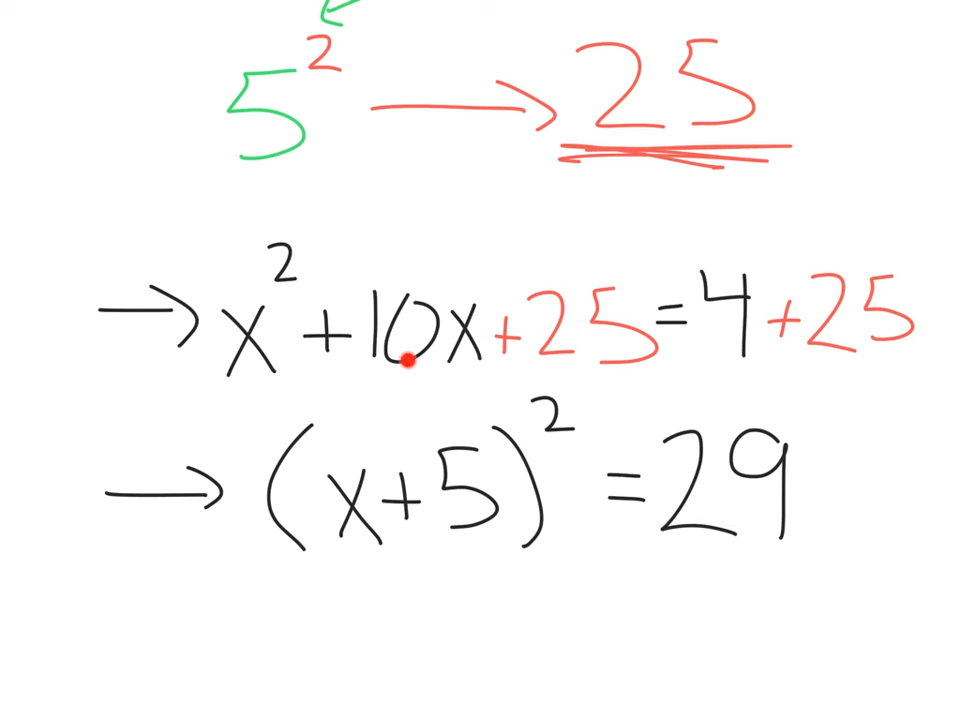 5² → 25
→ x² + 10x + 25 = 4 + 25
→ (x + 5)² = 29